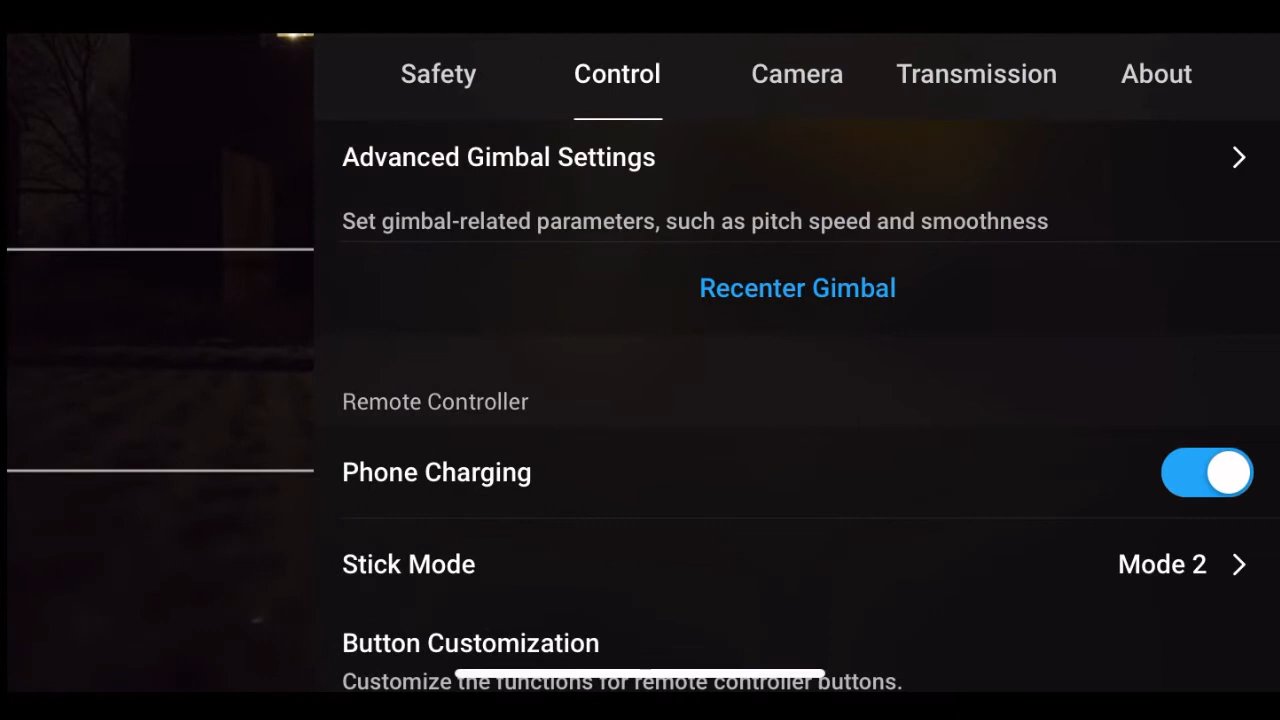 Safety Control Camera Transmission About
Advanced Gimbal Settings
Set gimbal-related parameters, such as pitch speed and smoothness
Recenter Gimbal
Remote Controller
Phone Charging
Stick Mode Mode 2
Button Customization
Customize the functions for remote controller buttons.